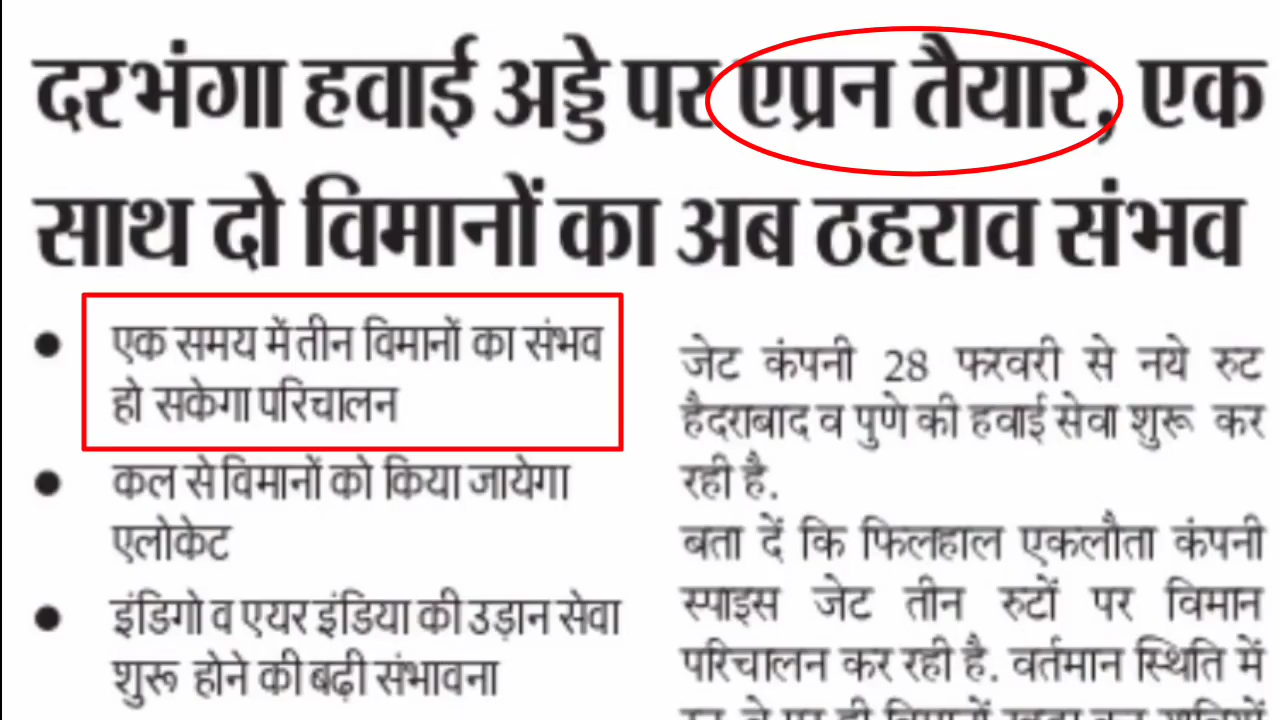 दरभंगा हवाई अड्डे पर एप्रन तैयार, एक
साथ दो विमानों का अब ठहराव संभव
● एक समय में तीन विमानों का संभव
हो सकेगा परिचालन
● कल से विमानों को किया जायेगा
एलोकेट
● इंडिगो व एयर इंडिया की उड़ान सेवा
शुरू होने की बढ़ी संभावना
जेट कंपनी 28 फरवरी से नये रुट
हैदराबाद व पुणे की हवाई सेवा शुरू कर
रही है.
बता दें कि फिलहाल एकलौता कंपनी
स्पाइस जेट तीन रुटों पर विमान
परिचालन कर रही है. वर्तमान स्थिति में